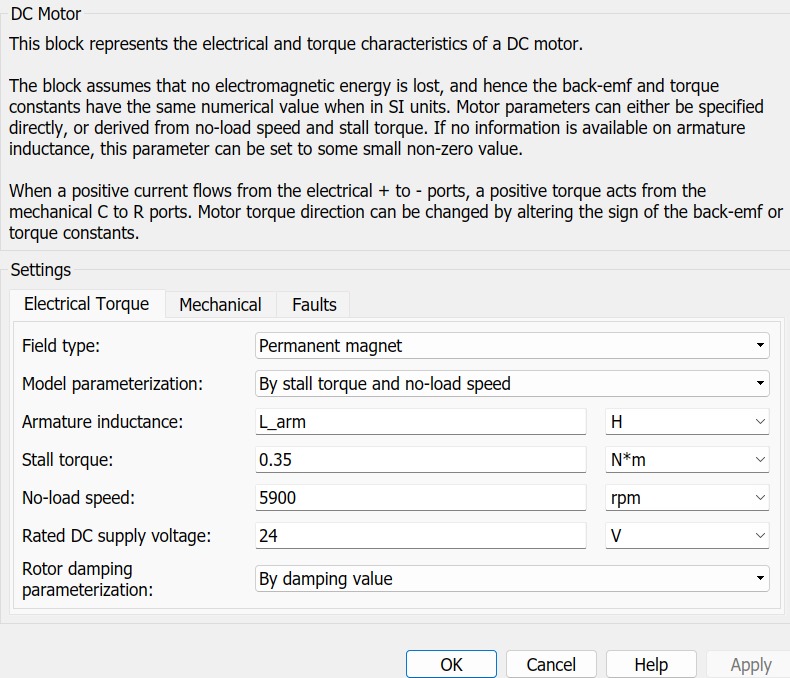 DC Motor
This block represents the electrical and torque characteristics of a DC motor.
The block assumes that no electromagnetic energy is lost, and hence the back-emf and torque
constants have the same numerical value when in SI units. Motor parameters can either be specified
directly, or derived from no-load speed and stall torque. If no information is available on armature
inductance, this parameter can be set to some small non-zero value.
When a positive current flows from the electrical + to - ports, a positive torque acts from the
mechanical C to R ports. Motor torque direction can be changed by altering the sign of the back-emf or
torque constants.
Settings
Electrical Torque Mechanical Faults
Field type: Permanent magnet
Model parameterization: By stall torque and no-load speed
Armature inductance: L_arm H
Stall torque: 0.35 N*m
No-load speed: 5900 rpm
Rated DC supply voltage: 24 V
Rotor damping
parameterization: By damping value
OK Cancel Help Apply